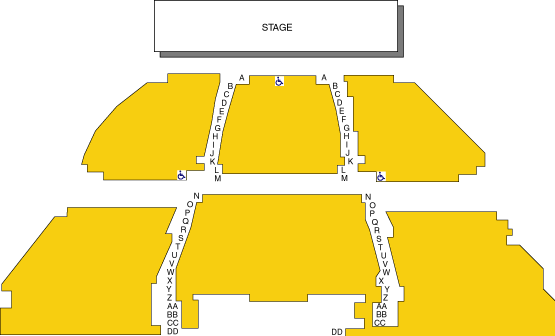 STAGE
A A
B B
C C
D D
E E
F F
G G
H H
I I
J J
K K
L L
M M
N N
O O
P P
Q Q
R R
S S
T T
U U
V V
W W
X X
Y Y
Z Z
AA AA
BB BB
CC CC
DD DD